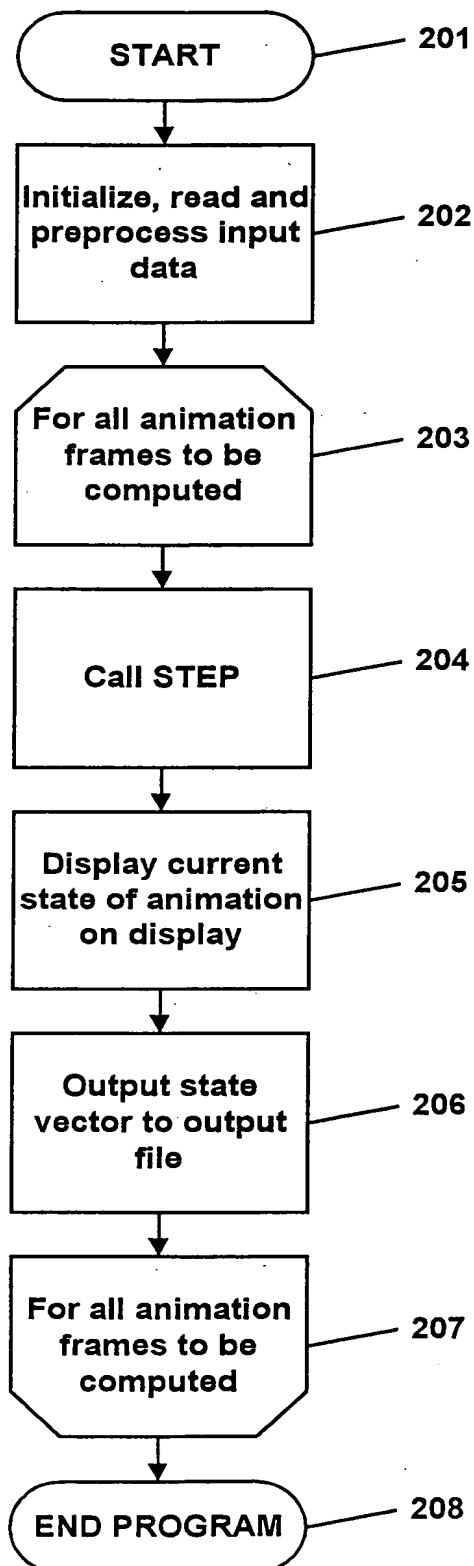 START
201
Initialize, read and
preprocess input
data
202
For all animation
frames to be
computed
203
Call STEP
204
Display current
state of animation
on display
205
Output state
vector to output
file
206
For all animation
frames to be
computed
207
END PROGRAM
208